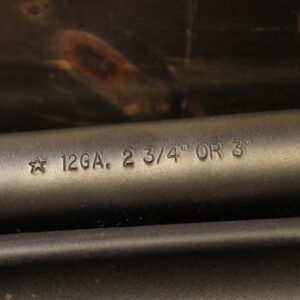 ☆ 12GA. 2 3/4" OR 3"